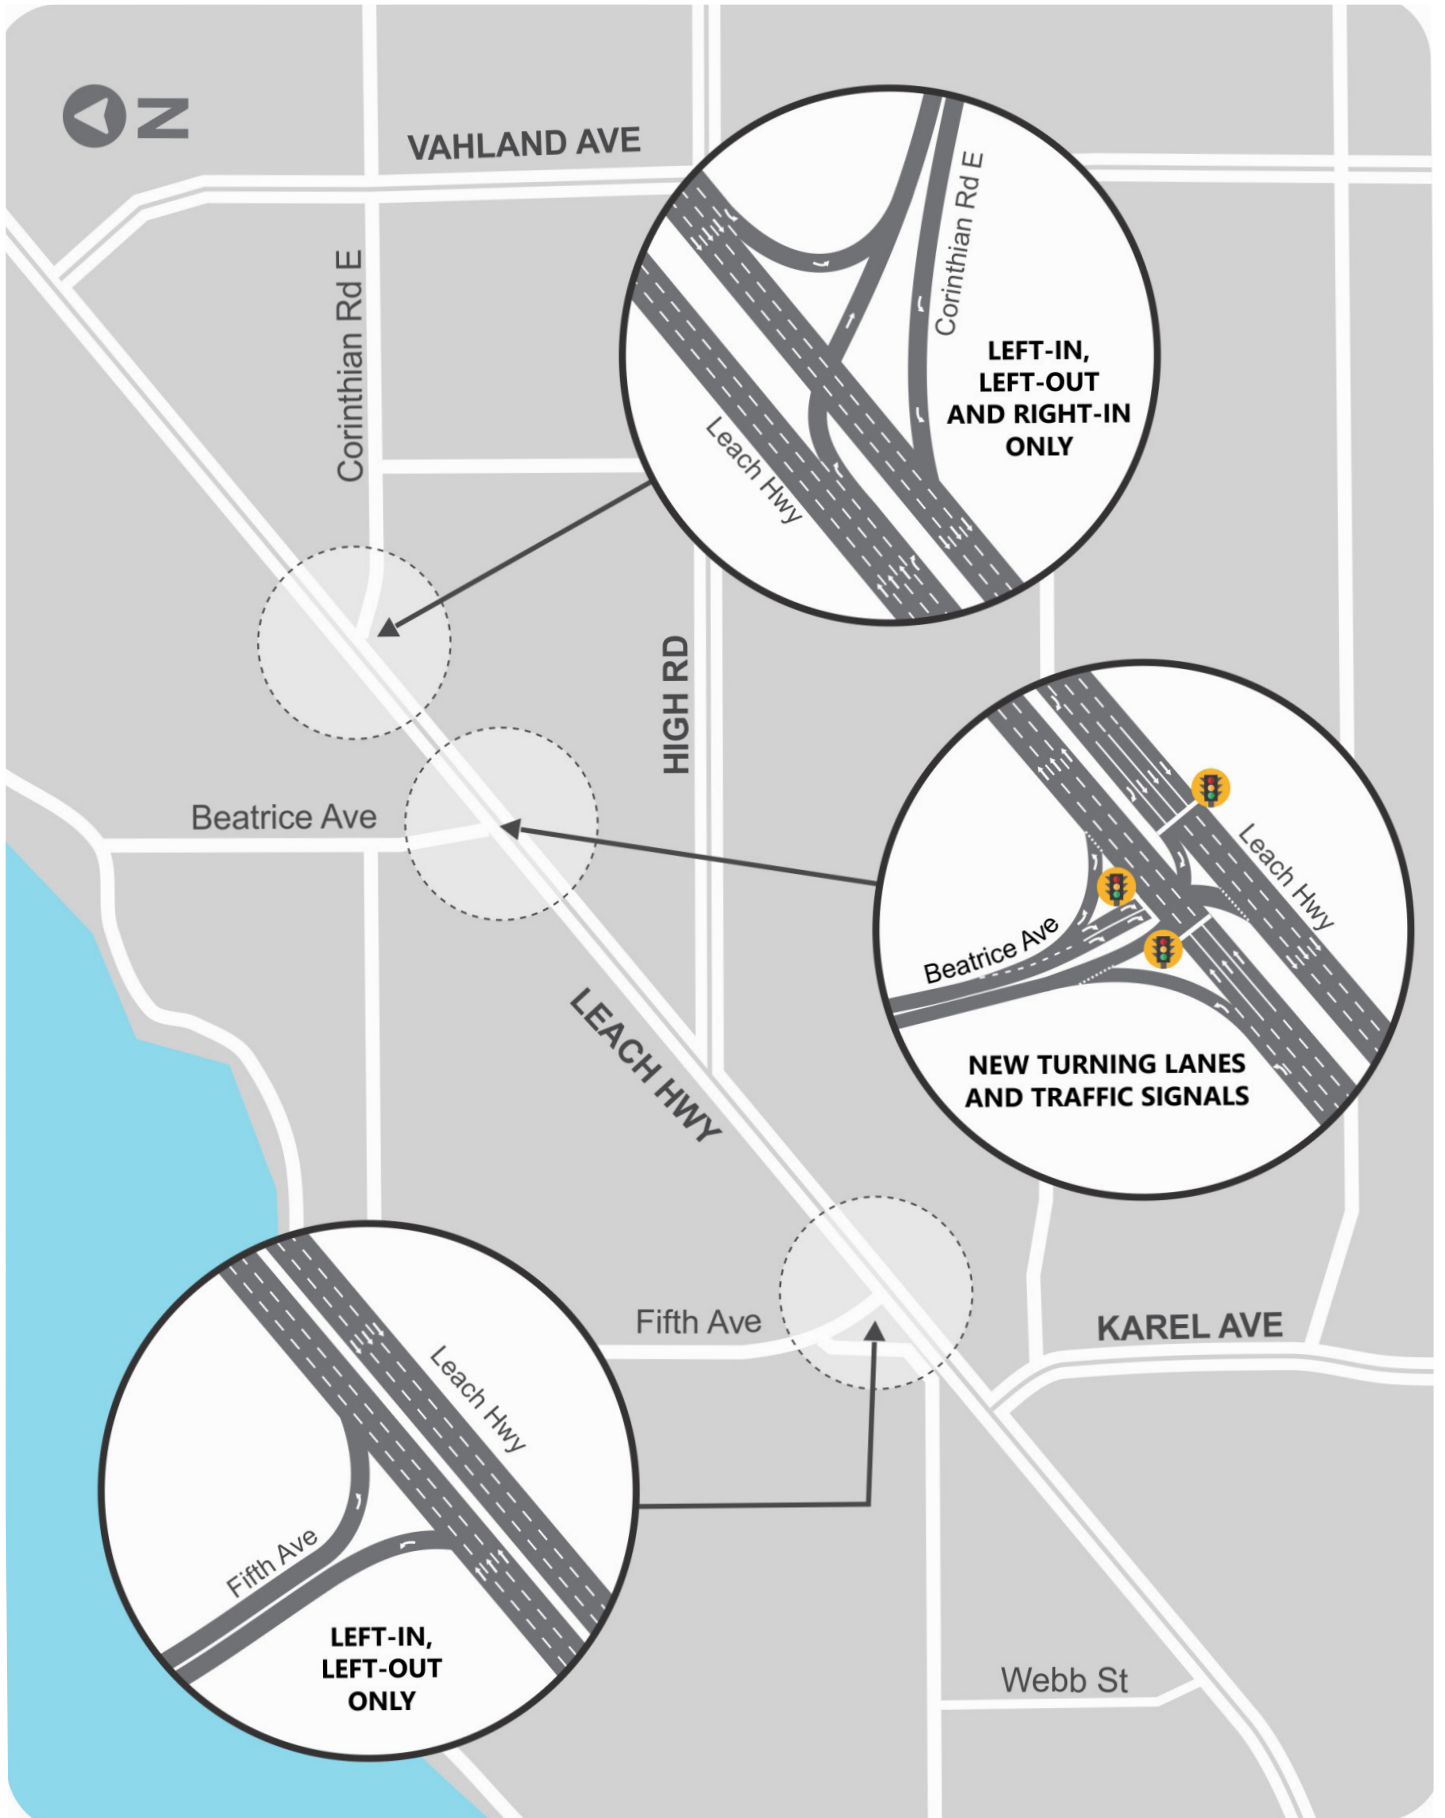 N
VAHLAND AVE
Corinthian Rd E
Corinthian Rd E
LEFT-IN,
LEFT-OUT
AND RIGHT-IN
ONLY
Leach Hwy
HIGH RD
Beatrice Ave
Leach Hwy
Beatrice Ave
NEW TURNING LANES
AND TRAFFIC SIGNALS
LEACH HWY
Fifth Ave
KAREL AVE
Leach Hwy
Fifth Ave
LEFT-IN,
LEFT-OUT
ONLY
Webb St